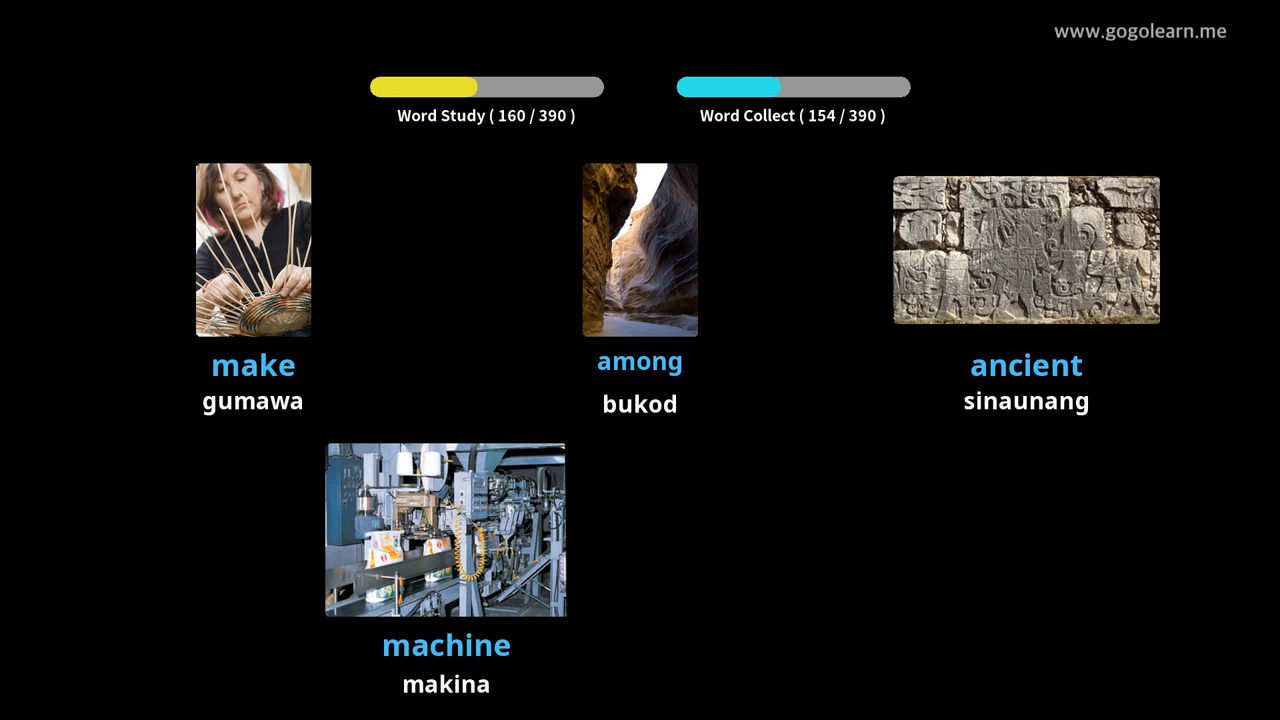 www.gogolearn.me
Word Study ( 160 / 390 )
Word Collect ( 154 / 390 )
make
gumawa
among
bukod
ancient
sinaunang
machine
makina